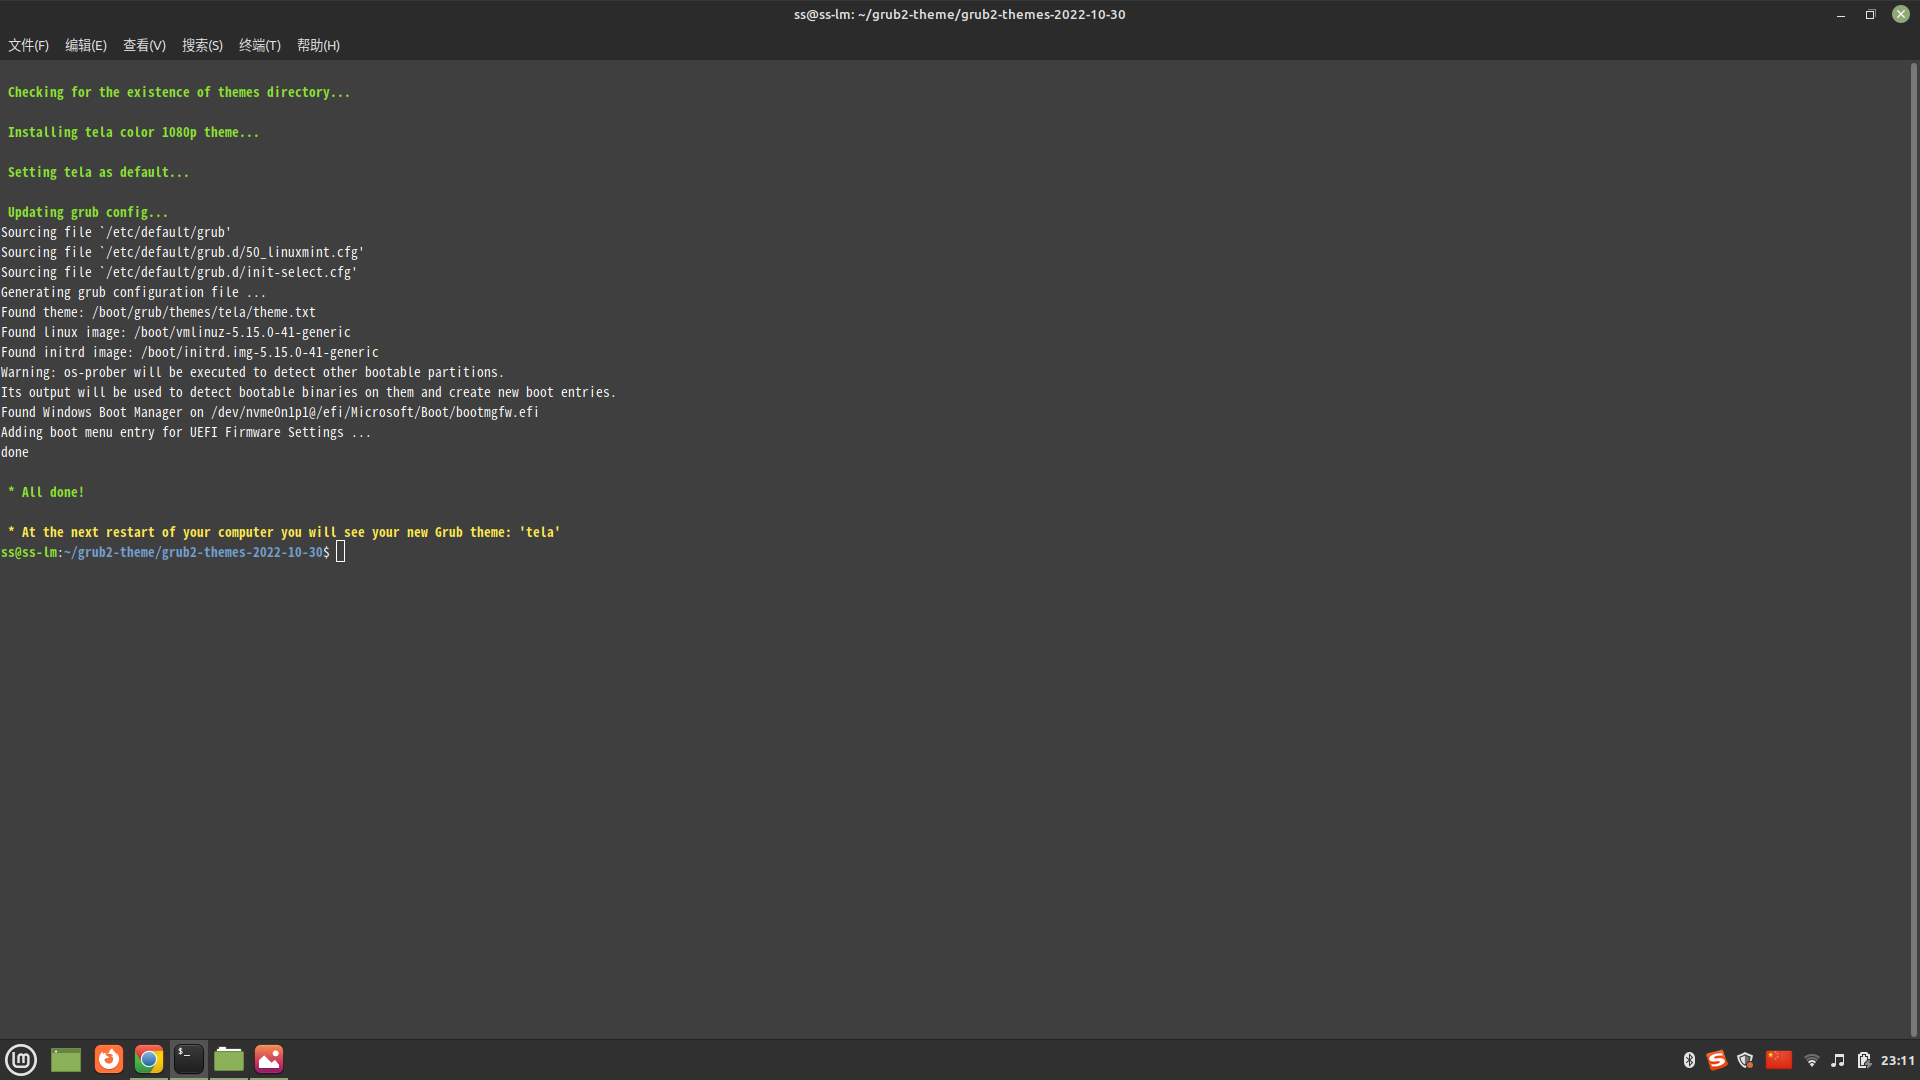 ss@ss-lm: ~/grub2-theme/grub2-themes-2022-10-30
文件(F) 编辑(E) 查看(V) 搜索(S) 终端(T) 帮助(H)
Checking for the existence of themes directory...
Installing tela color 1080p theme...
Setting tela as default...
Updating grub config...
Sourcing file `/etc/default/grub'
Sourcing file `/etc/default/grub.d/50_linuxmint.cfg'
Sourcing file `/etc/default/grub.d/init-select.cfg'
Generating grub configuration file ...
Found theme: /boot/grub/themes/tela/theme.txt
Found linux image: /boot/vmlinuz-5.15.0-41-generic
Found initrd image: /boot/initrd.img-5.15.0-41-generic
Warning: os-prober will be executed to detect other bootable partitions.
Its output will be used to detect bootable binaries on them and create new boot entries.
Found Windows Boot Manager on /dev/nvme0n1p1@/efi/Microsoft/Boot/bootmgfw.efi
Adding boot menu entry for UEFI Firmware Settings ...
done
* All done!
* At the next restart of your computer you will see your new Grub theme: 'tela'
ss@ss-lm:~/grub2-theme/grub2-themes-2022-10-30$
23:11